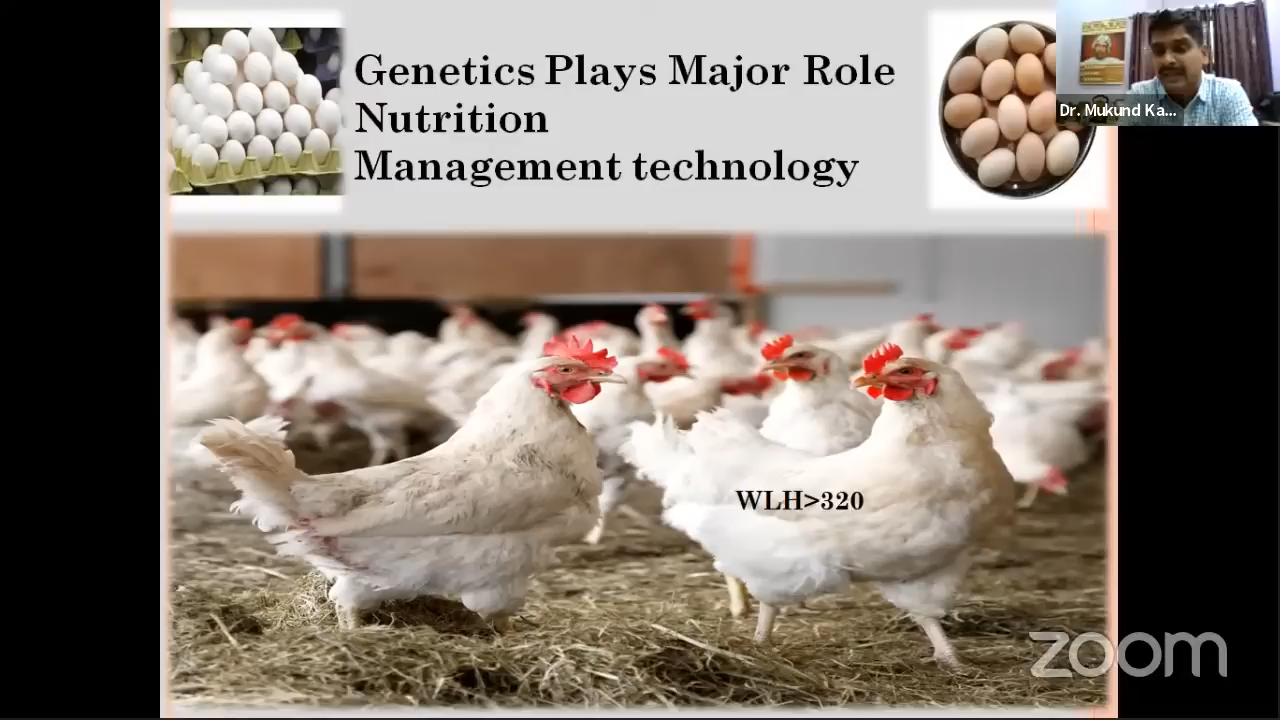 Genetics Plays Major Role
Nutrition
Management technology
Dr. Mukund Ka...
WLH>320
zoom